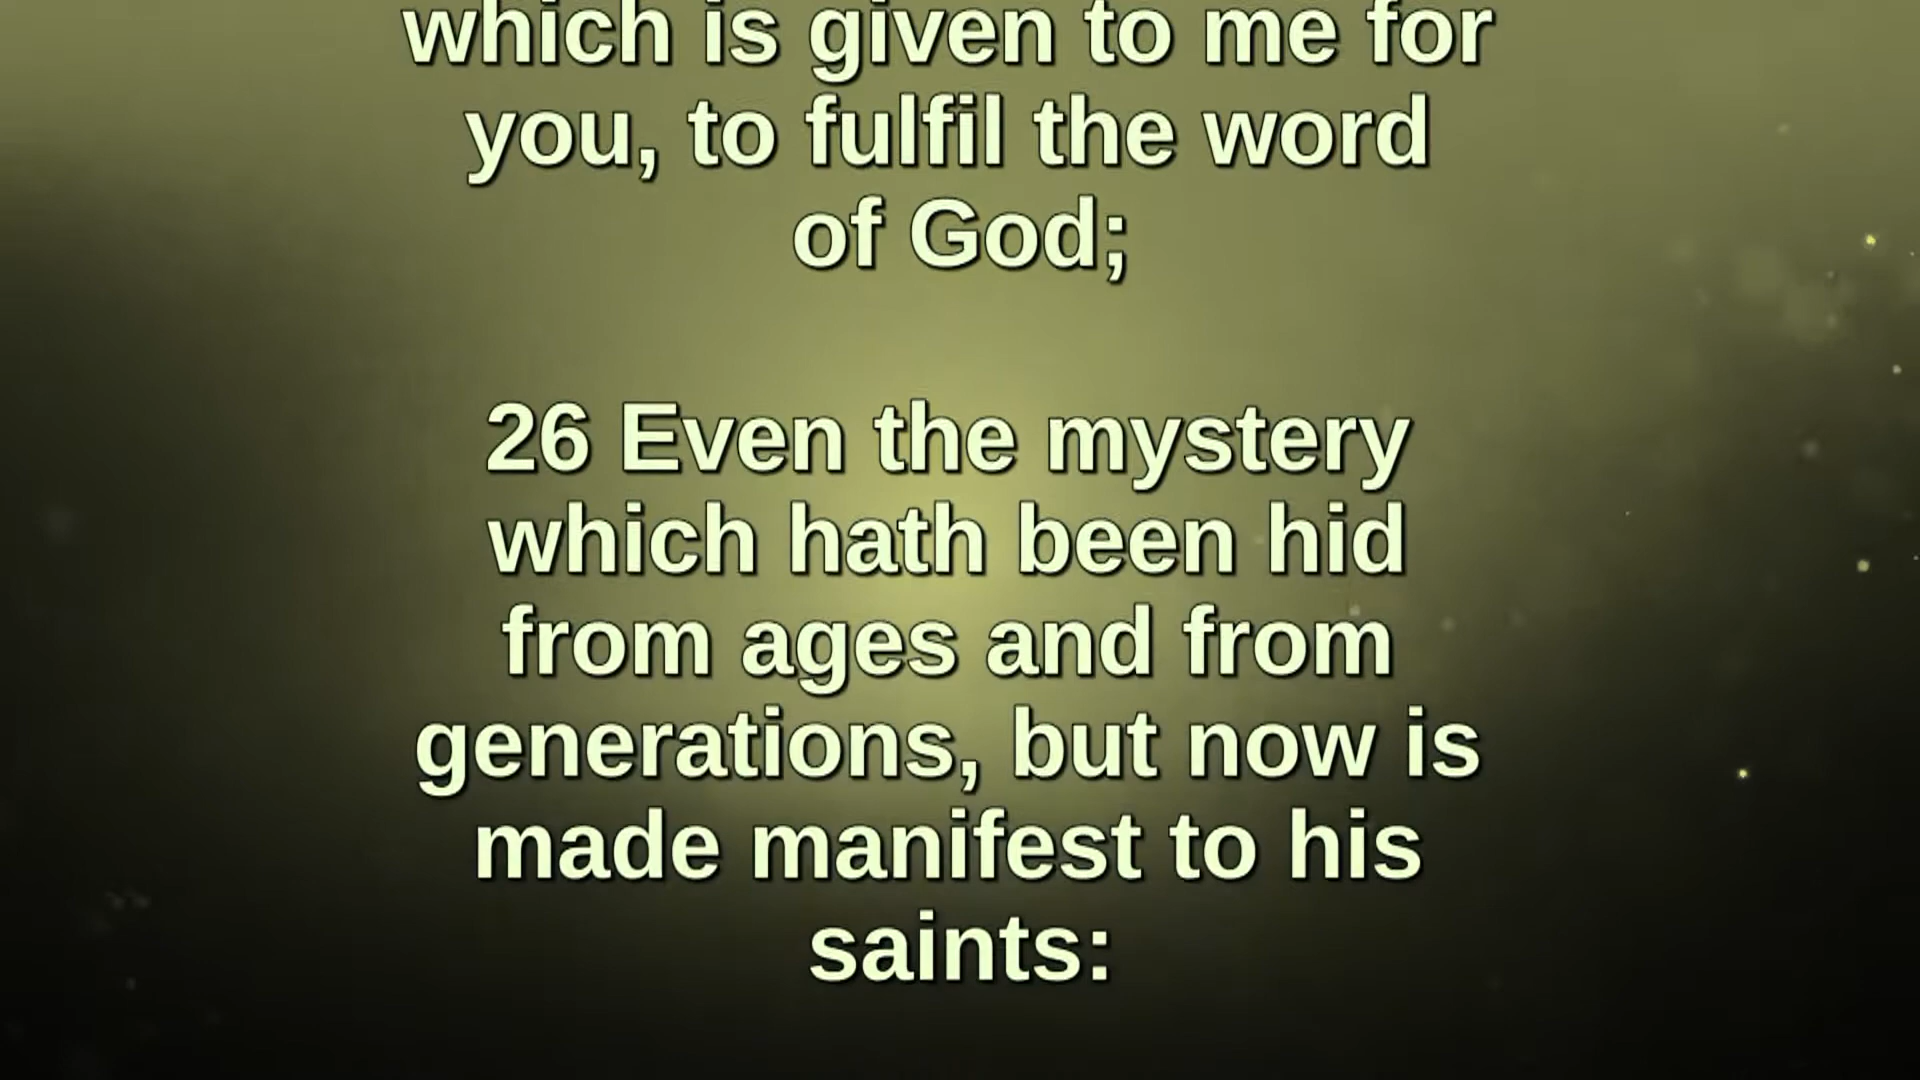 which is given to me for
you, to fulfil the word
of God;
26 Even the mystery
which hath been hid
from ages and from
generations, but now is
made manifest to his
saints: